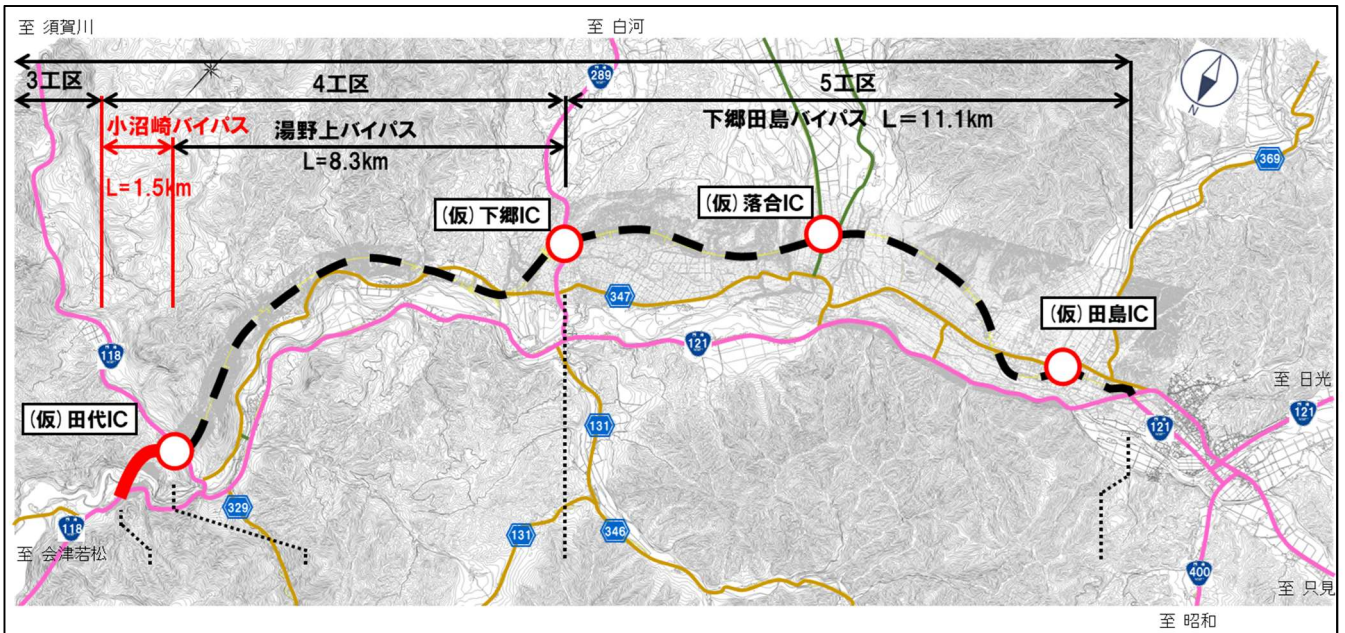 至 須賀川
至 白河
289
N
3工区
4工区
5工区
小沼崎バイパス
湯野上バイパス
下郷田島バイパス L=11.1km
L=8.3km
L=1.5km
369
(仮)下郷IC
(仮)落合IC
347
(仮)田島IC
121
118
至 日光
(仮)田代IC
121
131
121
329
118
131
346
至 会津若松
400
至 只見
至 昭和